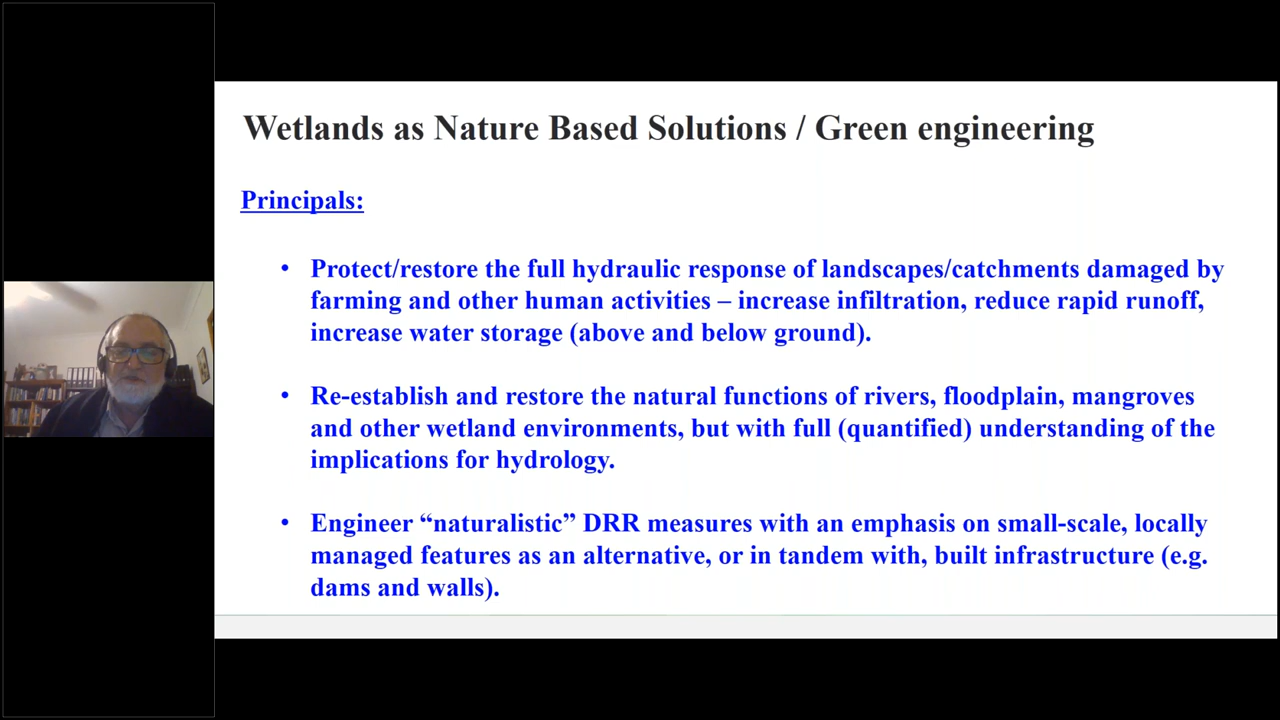 Wetlands as Nature Based Solutions / Green engineering
Principals:
• Protect/restore the full hydraulic response of landscapes/catchments damaged by
farming and other human activities – increase infiltration, reduce rapid runoff,
increase water storage (above and below ground).
• Re-establish and restore the natural functions of rivers, floodplain, mangroves
and other wetland environments, but with full (quantified) understanding of the
implications for hydrology.
• Engineer “naturalistic” DRR measures with an emphasis on small-scale, locally
managed features as an alternative, or in tandem with, built infrastructure (e.g.
dams and walls).